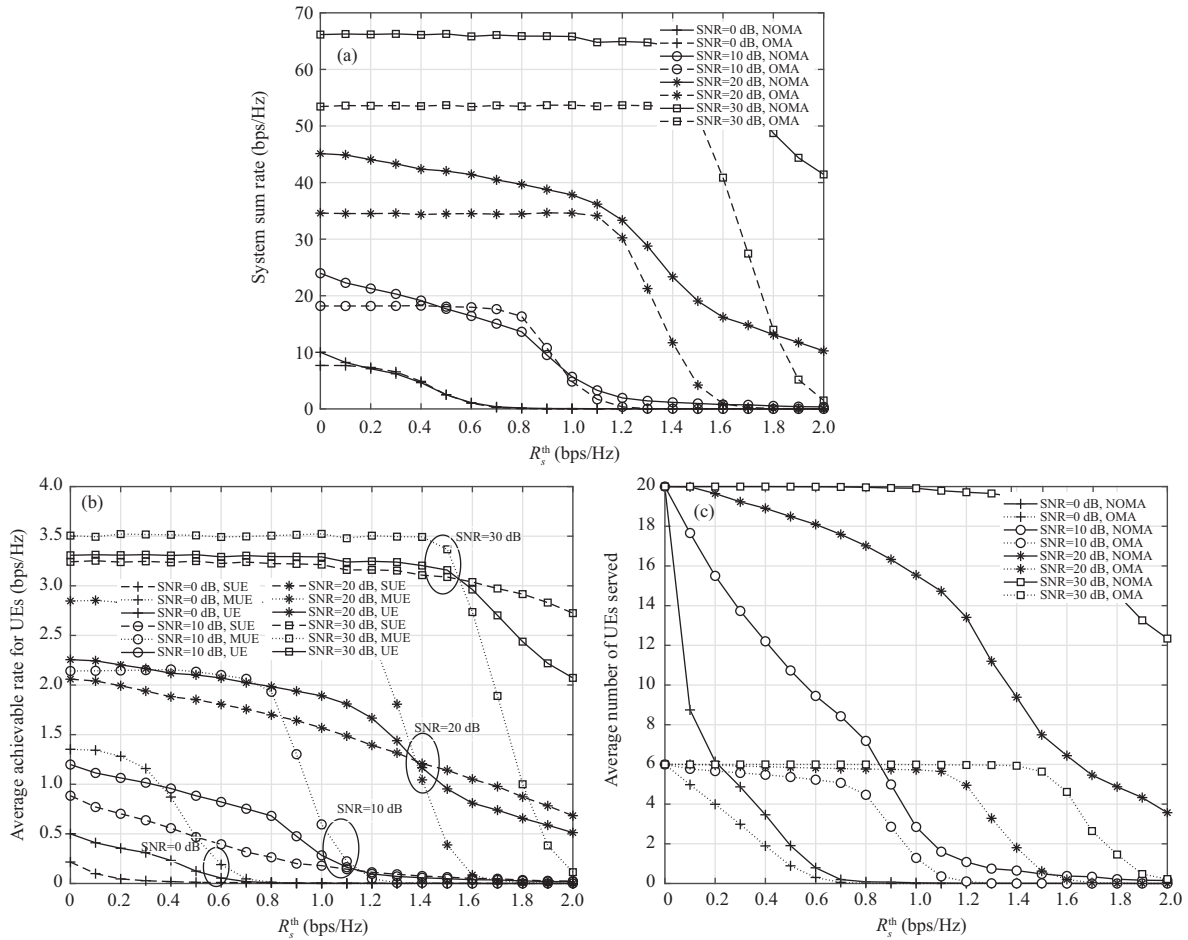 70
60
50
40
30
20
10
0
System sum rate (bps/Hz)
(a)
SNR=0 dB, NOMA
SNR=0 dB, OMA
SNR=10 dB, NOMA
SNR=10 dB, OMA
SNR=20 dB, NOMA
SNR=20 dB, OMA
SNR=30 dB, NOMA
SNR=30 dB, OMA
0 0.2 0.4 0.6 0.8 1.0 1.2 1.4 1.6 1.8 2.0
R_s^th (bps/Hz)
4.0
3.5
3.0
2.5
2.0
1.5
1.0
0.5
0
Average achievable rate for UEs (bps/Hz)
(b)
SNR=30 dB
SNR=0 dB, SUE
SNR=0 dB, MUE
SNR=0 dB, UE
SNR=10 dB, SUE
SNR=10 dB, MUE
SNR=10 dB, UE
SNR=20 dB, SUE
SNR=20 dB, MUE
SNR=20 dB, UE
SNR=30 dB, SUE
SNR=30 dB, MUE
SNR=30 dB, UE
SNR=20 dB
SNR=10 dB
SNR=0 dB
0 0.2 0.4 0.6 0.8 1.0 1.2 1.4 1.6 1.8 2.0
R_s^th (bps/Hz)
20
18
16
14
12
10
8
6
4
2
0
Average number of UEs served
(c)
SNR=0 dB, NOMA
SNR=0 dB, OMA
SNR=10 dB, NOMA
SNR=10 dB, OMA
SNR=20 dB, NOMA
SNR=20 dB, OMA
SNR=30 dB, NOMA
SNR=30 dB, OMA
0 0.2 0.4 0.6 0.8 1.0 1.2 1.4 1.6 1.8 2.0
R_s^th (bps/Hz)